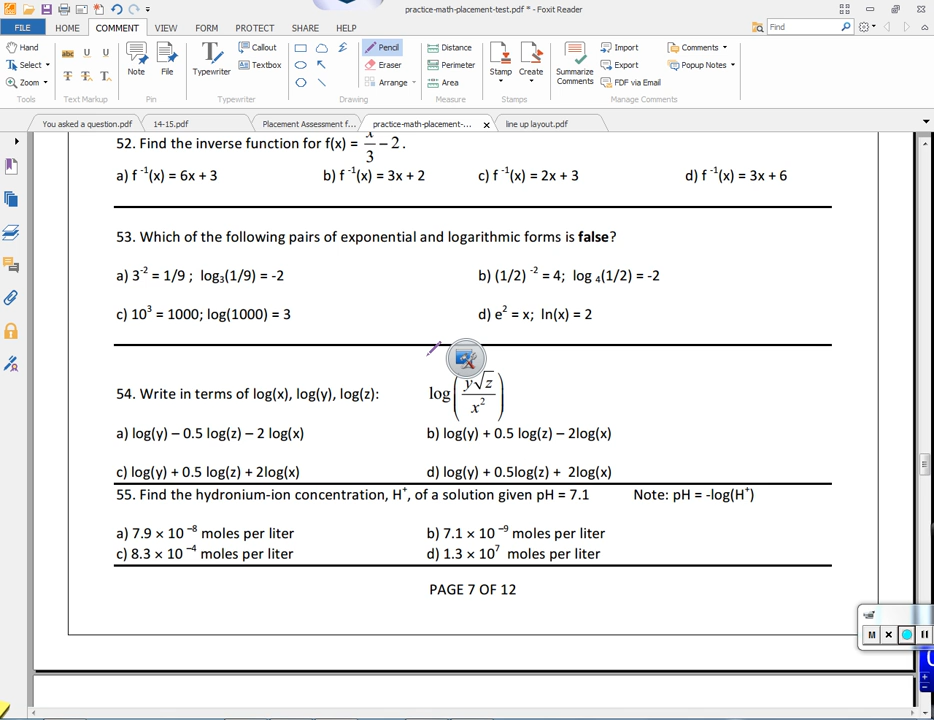 practice-math-placement-test.pdf * - Foxit Reader
FILE HOME COMMENT VIEW FORM PROTECT SHARE HELP
Find
Hand
Select
Zoom
Tools
abc U U
T T T
Text Markup
Note
File
Pin
Typewriter
Callout
Textbox
Typewriter
Pencil
Eraser
Arrange
Drawing
Distance
Perimeter
Area
Measure
Stamp
Create
Stamps
Summarize Comments
Import
Export
FDF via Email
Comments
Popup Notes
Manage Comments
You asked a question.pdf 14-15.pdf Placement Assessment f... practice-math-placement-... line up layout.pdf
52. Find the inverse function for f(x) = x/3 − 2.
a) f⁻¹(x) = 6x + 3 b) f⁻¹(x) = 3x + 2 c) f⁻¹(x) = 2x + 3 d) f⁻¹(x) = 3x + 6
53. Which of the following pairs of exponential and logarithmic forms is false?
a) 3⁻² = 1/9 ; log₃(1/9) = -2 b) (1/2)⁻² = 4; log ₄(1/2) = -2
c) 10³ = 1000; log(1000) = 3 d) e² = x; ln(x) = 2
54. Write in terms of log(x), log(y), log(z): log(y√z/x²)
a) log(y) – 0.5 log(z) – 2 log(x) b) log(y) + 0.5 log(z) – 2log(x)
c) log(y) + 0.5 log(z) + 2log(x) d) log(y) + 0.5log(z) + 2log(x)
55. Find the hydronium-ion concentration, H⁺, of a solution given pH = 7.1 Note: pH = -log(H⁺)
a) 7.9 × 10⁻⁸ moles per liter b) 7.1 × 10⁻⁹ moles per liter
c) 8.3 × 10⁻⁴ moles per liter d) 1.3 × 10⁷ moles per liter
PAGE 7 OF 12
M